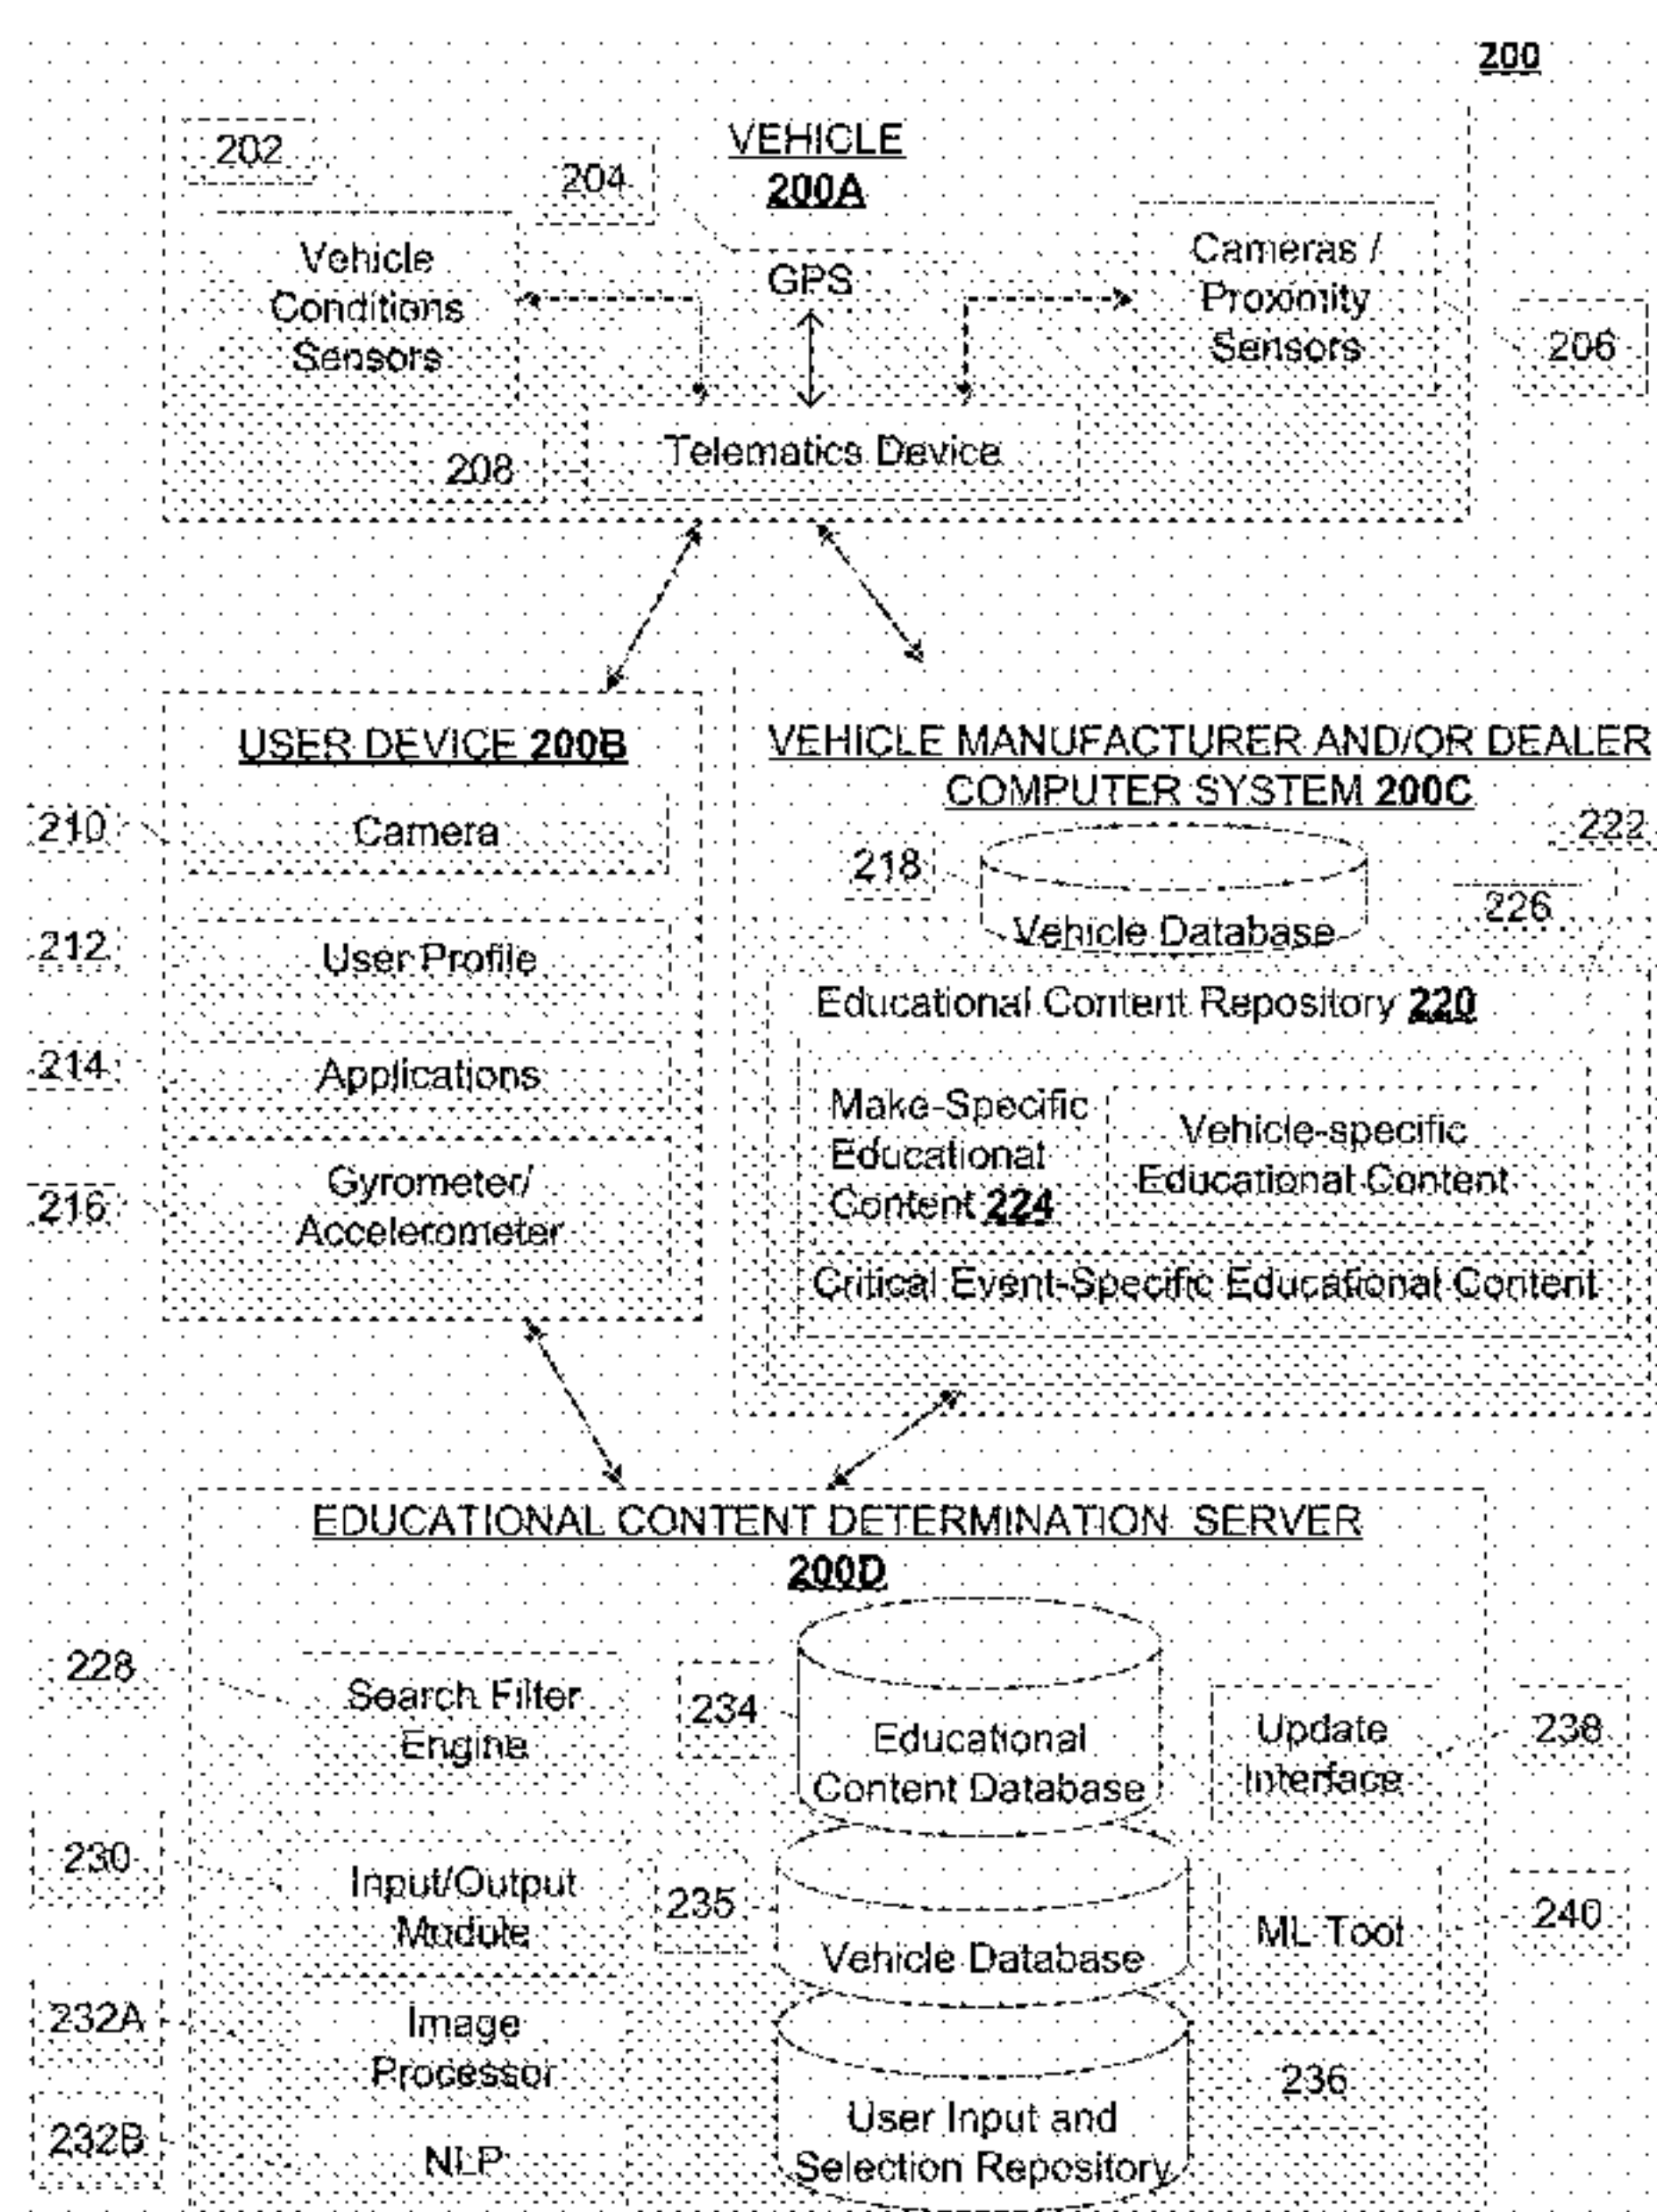 200
VEHICLE
200A
202
204
206
Vehicle
Conditions
Sensors
GPS
Cameras /
Proximity
Sensors
208
Telematics Device
USER DEVICE 200B
210
Camera
212
User Profile
214
Applications
216
Gyrometer/
Accelerometer
VEHICLE MANUFACTURER AND/OR DEALER
COMPUTER SYSTEM 200C
218
222
226
Vehicle Database
Educational Content Repository 220
Make-Specific
Educational
Content 224
Vehicle-specific
Educational Content
Critical Event-Specific Educational Content
EDUCATIONAL CONTENT DETERMINATION SERVER
200D
228
Search Filter
Engine
230
Input/Output
Module
232A
Image
Processor
232B
NLP
234
Educational
Content Database
235
Vehicle Database
User Input and
Selection Repository
236
Update
Interface
238
ML Tool
240